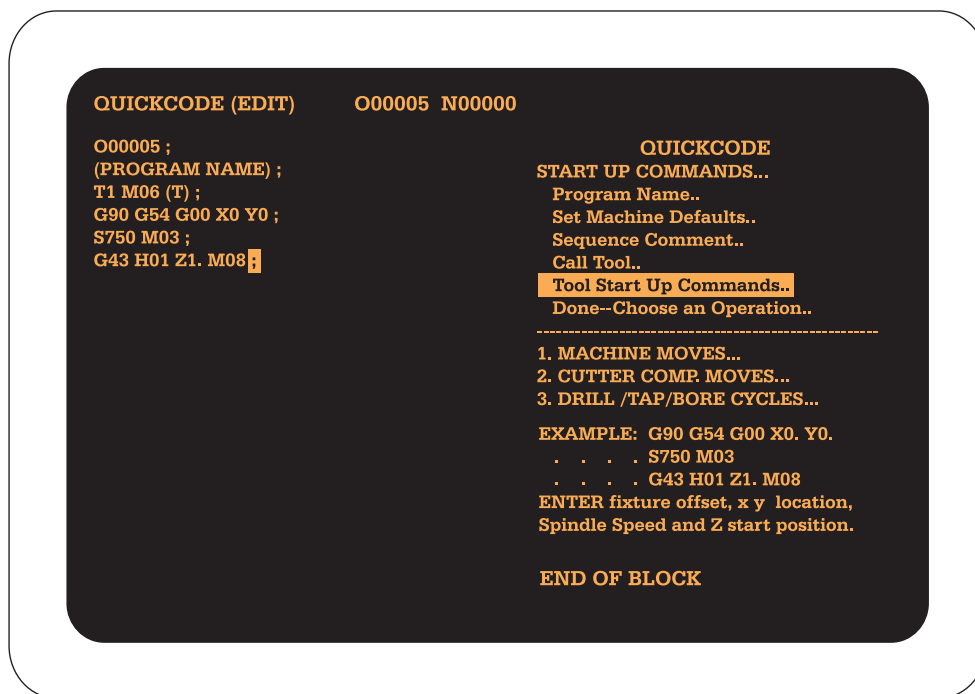 QUICKCODE (EDIT) O00005 N00000
O00005 ;
(PROGRAM NAME) ;
T1 M06 (T) ;
G90 G54 G00 X0 Y0 ;
S750 M03 ;
G43 H01 Z1. M08 ;
QUICKCODE
START UP COMMANDS...
Program Name..
Set Machine Defaults..
Sequence Comment..
Call Tool..
Tool Start Up Commands..
Done--Choose an Operation..
------------------------------------------------------
1. MACHINE MOVES...
2. CUTTER COMP. MOVES...
3. DRILL /TAP/BORE CYCLES...
EXAMPLE: G90 G54 G00 X0. Y0.
. . . . S750 M03
. . . . G43 H01 Z1. M08
ENTER fixture offset, x y location,
Spindle Speed and Z start position.
END OF BLOCK